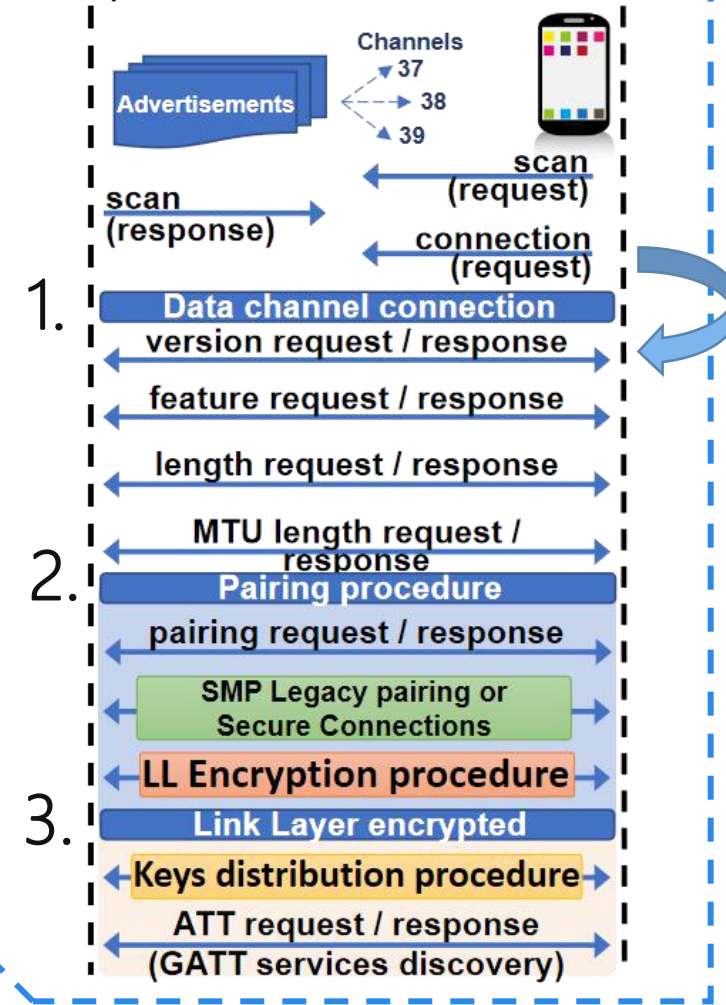 Channels
37
Advertisements
38
39
scan
(request)
scan
(response)
connection
(request)
1.
Data channel connection
version request / response
feature request / response
length request / response
MTU length request /
response
2.
Pairing procedure
pairing request / response
SMP Legacy pairing or
Secure Connections
LL Encryption procedure
3.
Link Layer encrypted
Keys distribution procedure
ATT request / response
(GATT services discovery)